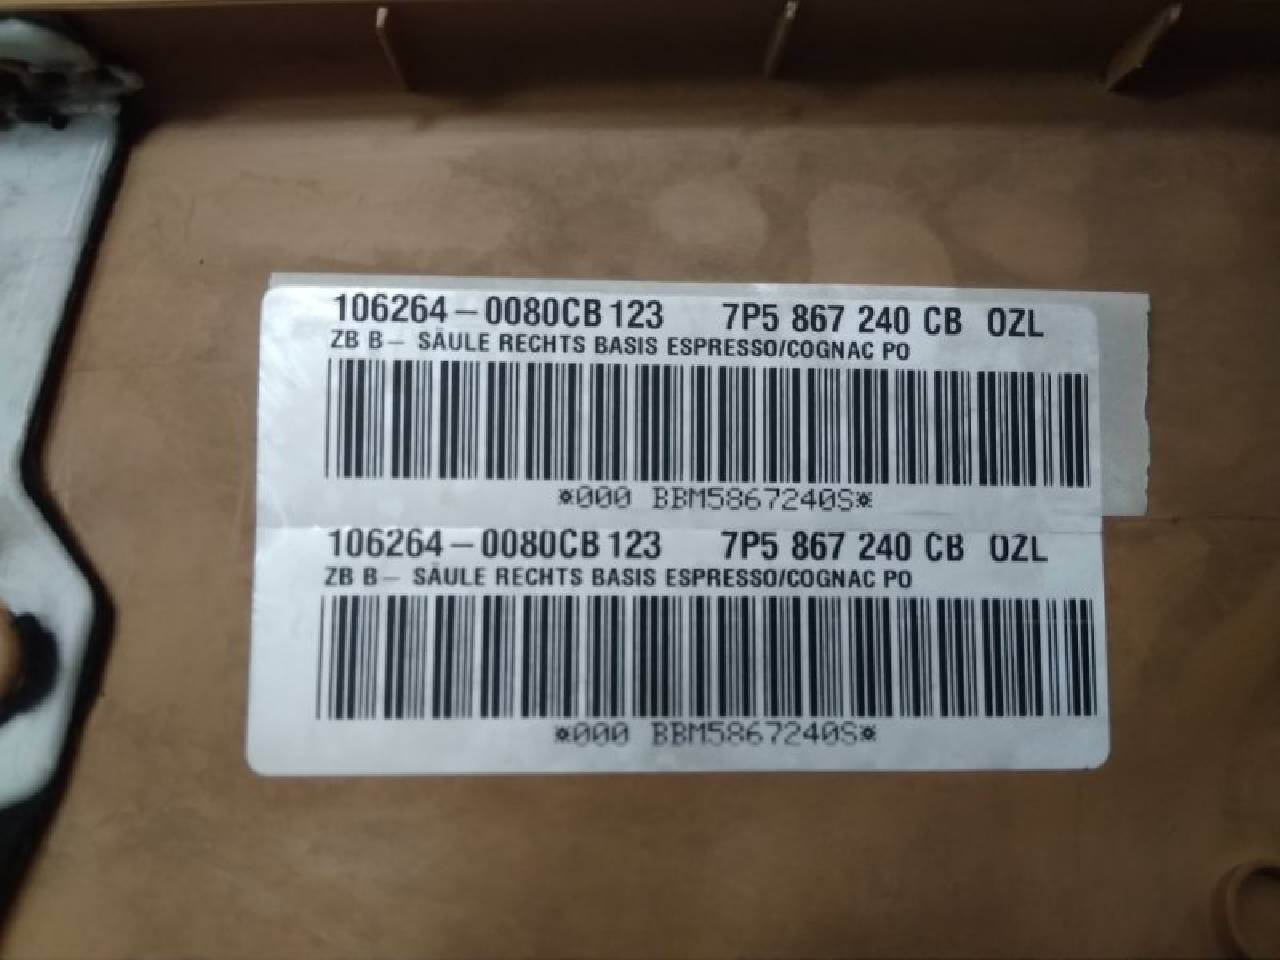 106264-0080CB 123 7P5 867 240 CB 0ZL
ZB B- SÄULE RECHTS BASIS ESPRESSO/COGNAC PO
*000 BBM5867240S*
106264-0080CB 123 7P5 867 240 CB 0ZL
ZB B- SÄULE RECHTS BASIS ESPRESSO/COGNAC PO
*000 BBM5867240S*